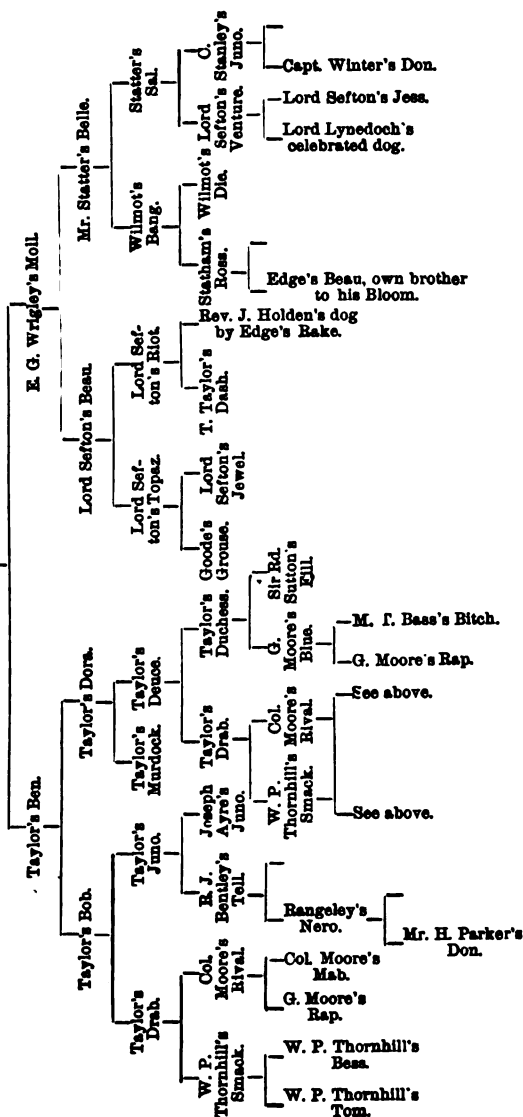 E. G. Wrigley's Moll.
Taylor's Ben.
Mr. Statter's Belle.
Lord Sefton's Beau.
Taylor's Dora.
Taylor's Bob.
Statter's
Sal.
Wilmot's
Bang.
Lord Sef-
ton's Riot.
Lord Sef-
ton's Topaz.
Taylor's
Deuce.
Taylor's
Murdock.
Taylor's
Juno.
Taylor's
Drab.
C.
Stanley's
Juno.
Lord
Sefton's
Venture.
Wilmot's
Die.
Statham's
Ross.
Rev. J. Holden's dog
by Edge's Rake.
T. Taylor's
Dash.
Lord
Sefton's
Jewel.
Goode's
Grouse.
Taylor's
Duchess.
Taylor's
Drab.
Joseph
Ayre's
Juno.
R. J.
Bentley's
Tell.
Col.
Moore's
Rival.
W. P.
Thornhill's
Smack.
Capt. Winter's Don.
Lord Sefton's Jess.
Lord Lynedoch's
celebrated dog.
Edge's Beau, own brother
to his Bloom.
Sir Rd.
Sutton's
G.
Moore's
Blue.
Col.
Moore's
Rival.
W. P.
Thornhill's
Smack.
Rangeley's
Nero.
Col. Moore's
Mab.
G. Moore's
Rap.
W. P. Thornhill's
Bess.
W. P. Thornhill's
Tom.
M. T. Bass's Bitch.
G. Moore's Rap.
See above.
See above.
Mr. H. Parker's
Don.